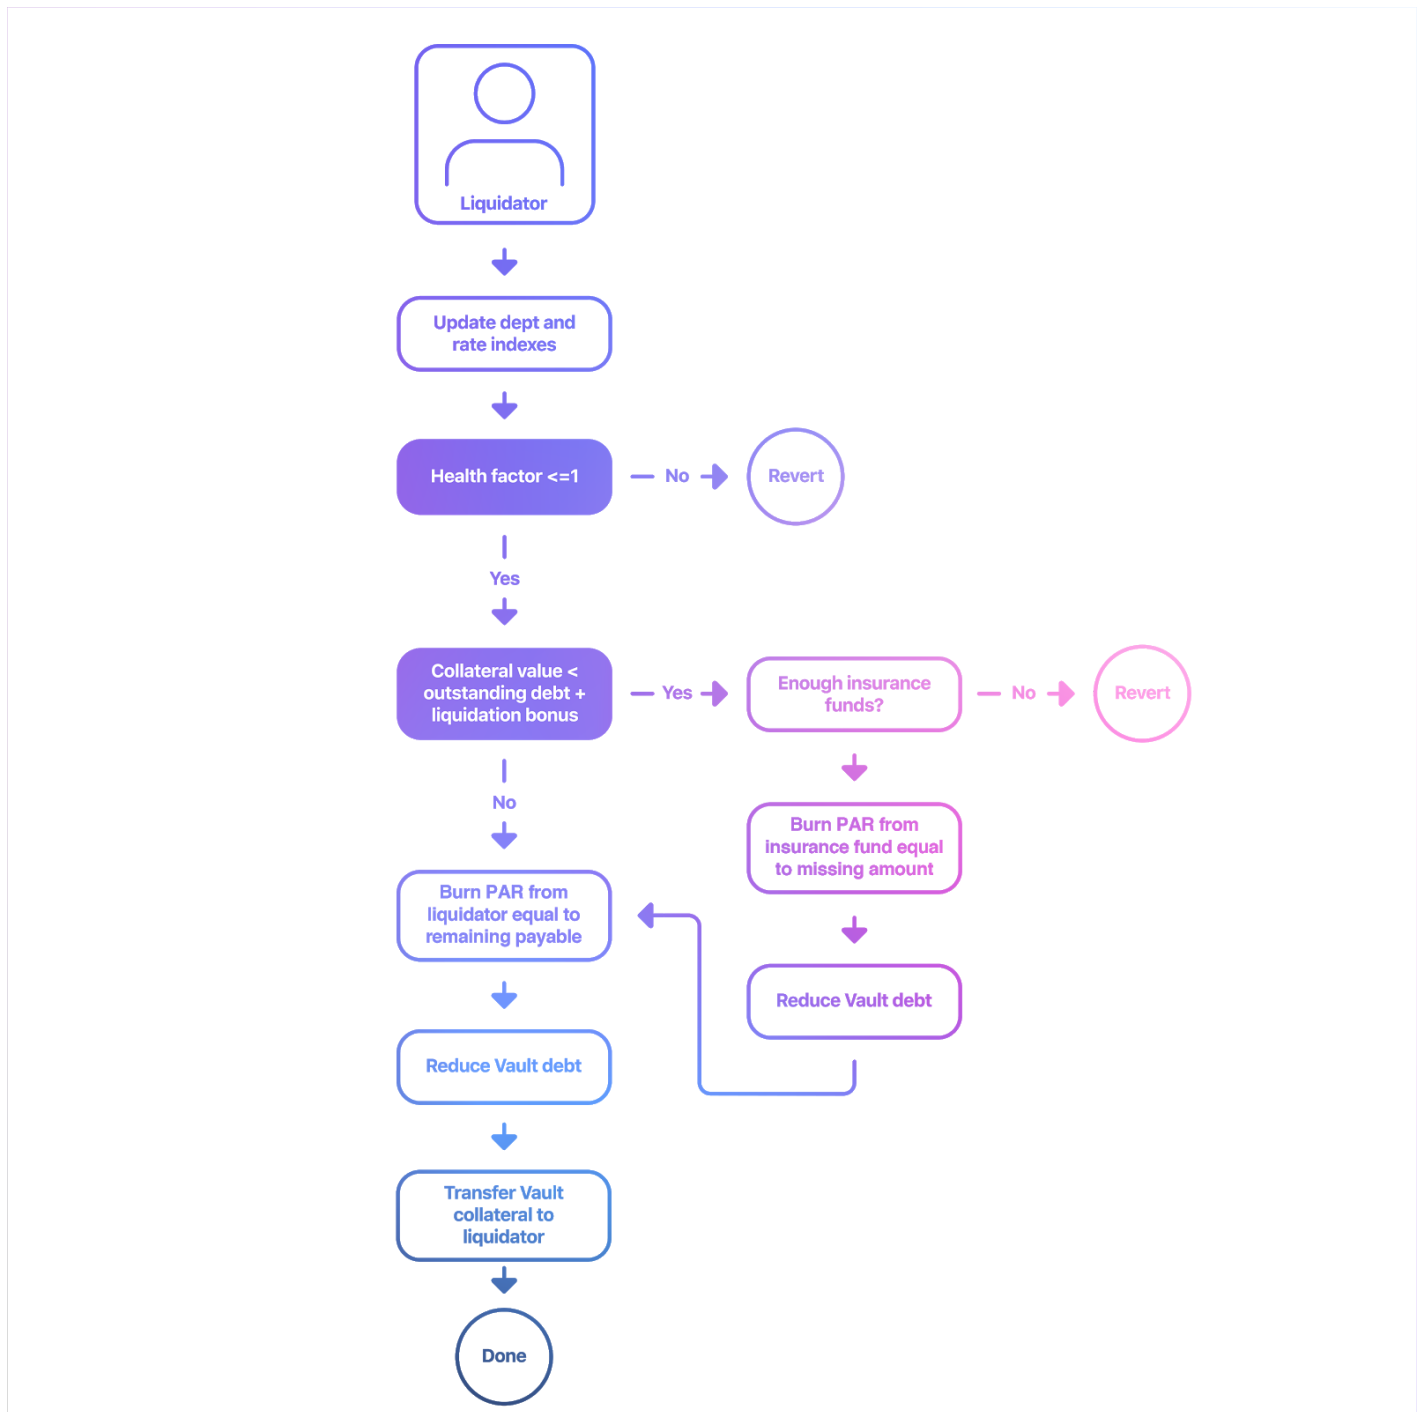 Liquidator
Update dept and
rate indexes
Health factor <=1
No
Revert
Yes
Collateral value <
outstanding debt +
liquidation bonus
Yes
Enough insurance
funds?
No
Revert
No
Burn PAR from
insurance fund equal
to missing amount
Burn PAR from
liquidator equal to
remaining payable
Reduce Vault debt
Reduce Vault debt
Transfer Vault
collateral to
liquidator
Done